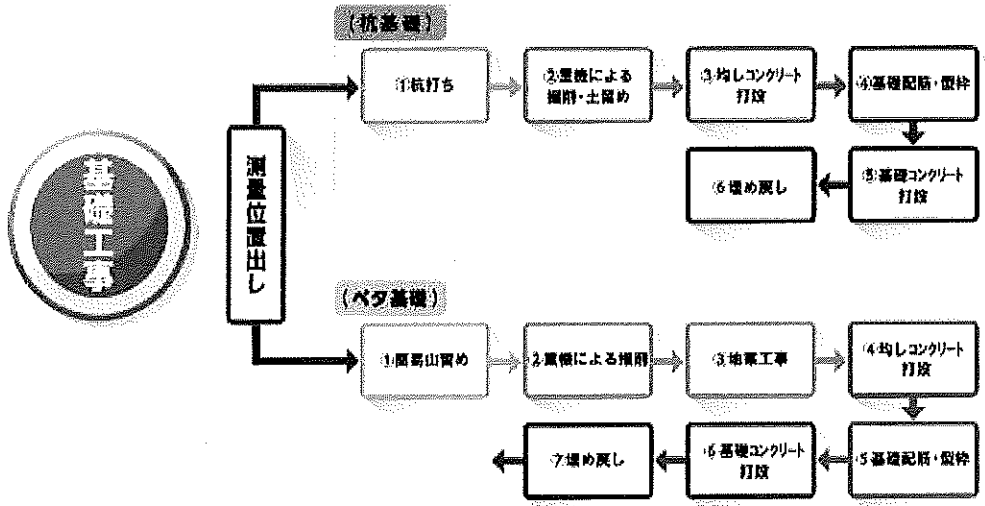 基礎工事
測量位置出し
(杭基礎)
①杭打ち
②重機による
掘削・土留め
③均しコンクリート
打設
④基礎配筋・型枠
⑤基礎コンクリート
打設
⑥埋め戻し
(ベタ基礎)
①簡易山留め
②重機による掘削
③地業工事
④均しコンクリート
打設
⑤基礎配筋・型枠
⑥基礎コンクリート
打設
⑦埋め戻し